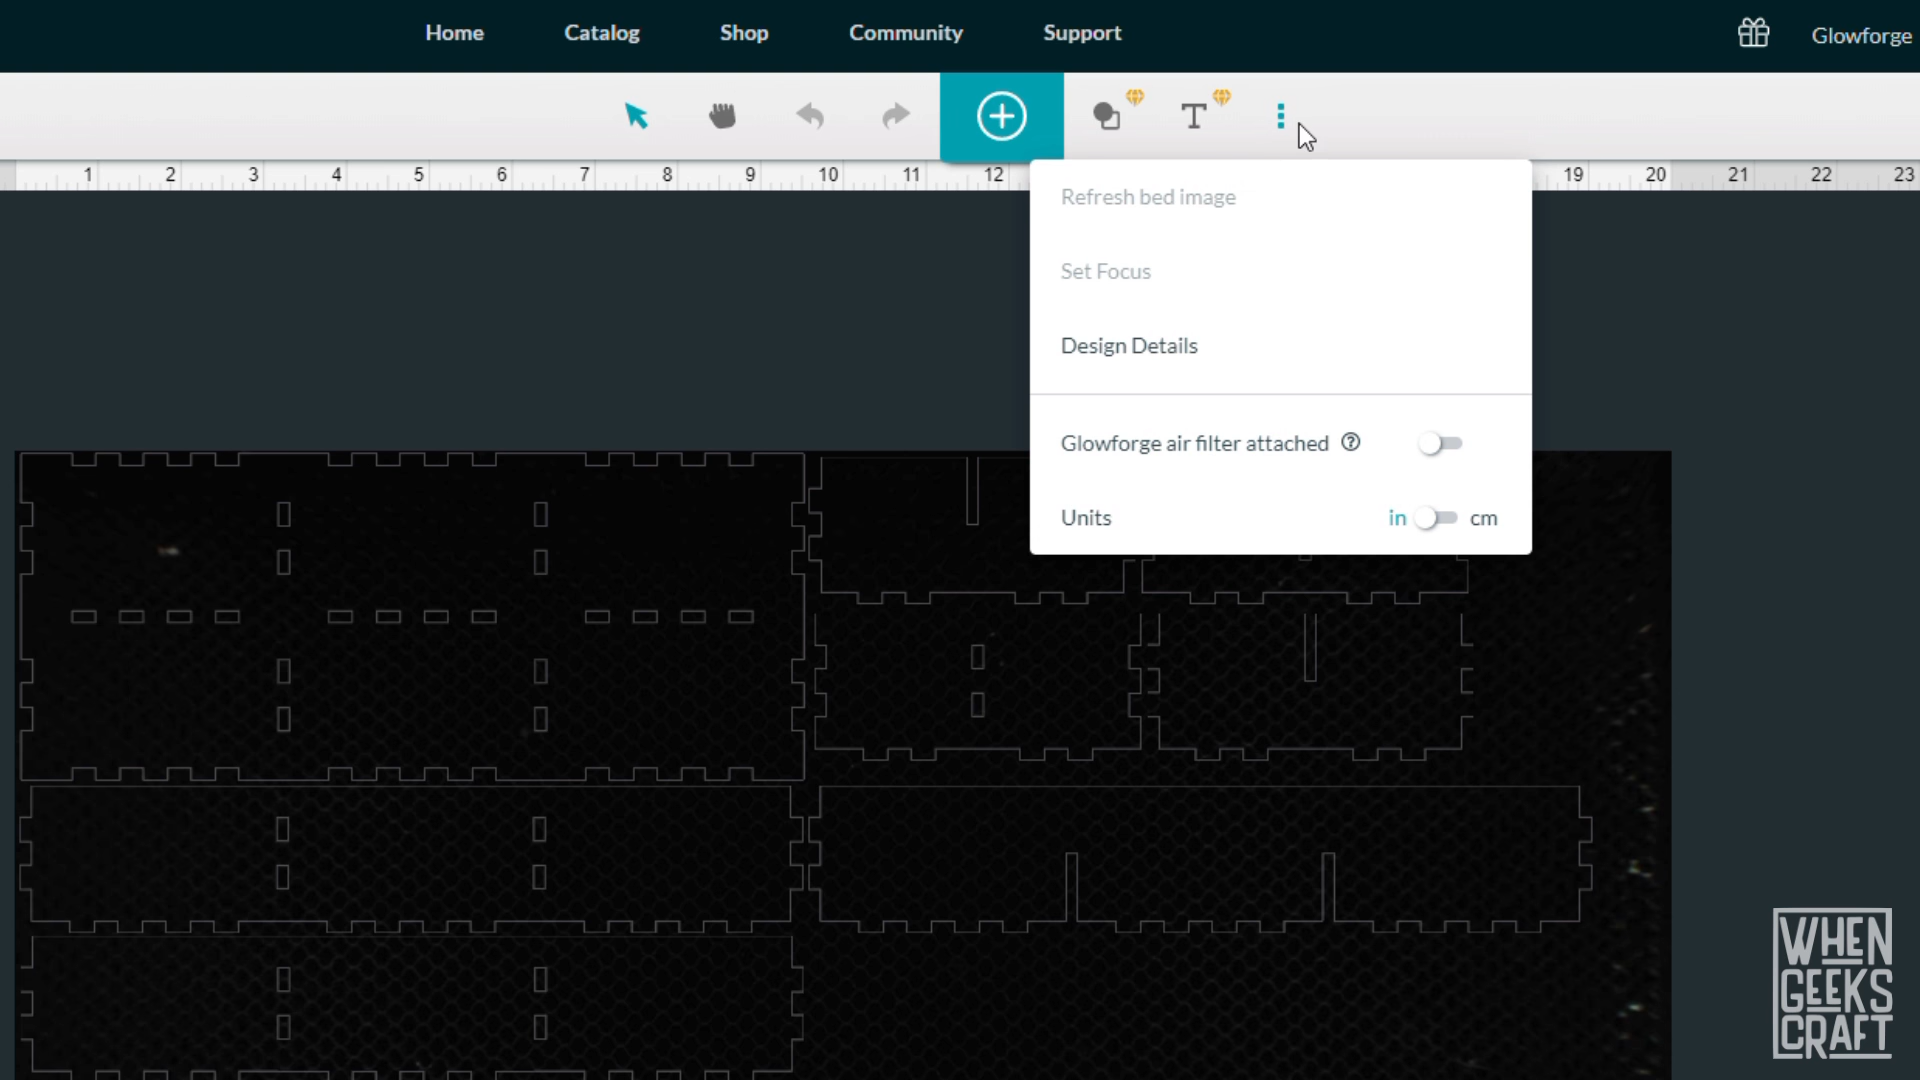 Home Catalog Shop Community Support Glowforge
T
1 2 3 4 5 6 7 8 9 10 11 12 19 20 21 22 23
Refresh bed image
Set Focus
Design Details
Glowforge air filter attached ?
Units in cm
WHEN
GEEKS
CRAFT